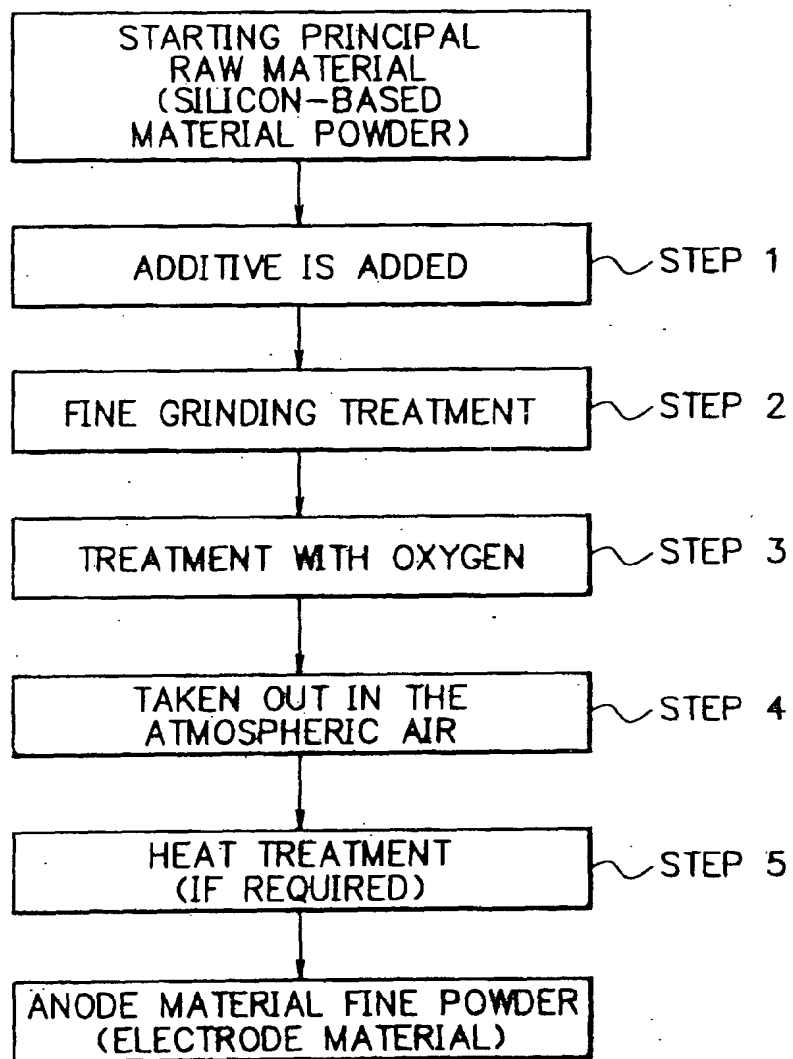 STARTING PRINCIPAL
RAW MATERIAL
(SILICON-BASED
MATERIAL POWDER)
ADDITIVE IS ADDED
STEP 1
FINE GRINDING TREATMENT
STEP 2
TREATMENT WITH OXYGEN
STEP 3
TAKEN OUT IN THE
ATMOSPHERIC AIR
STEP 4
HEAT TREATMENT
(IF REQUIRED)
STEP 5
ANODE MATERIAL FINE POWDER
(ELECTRODE MATERIAL)